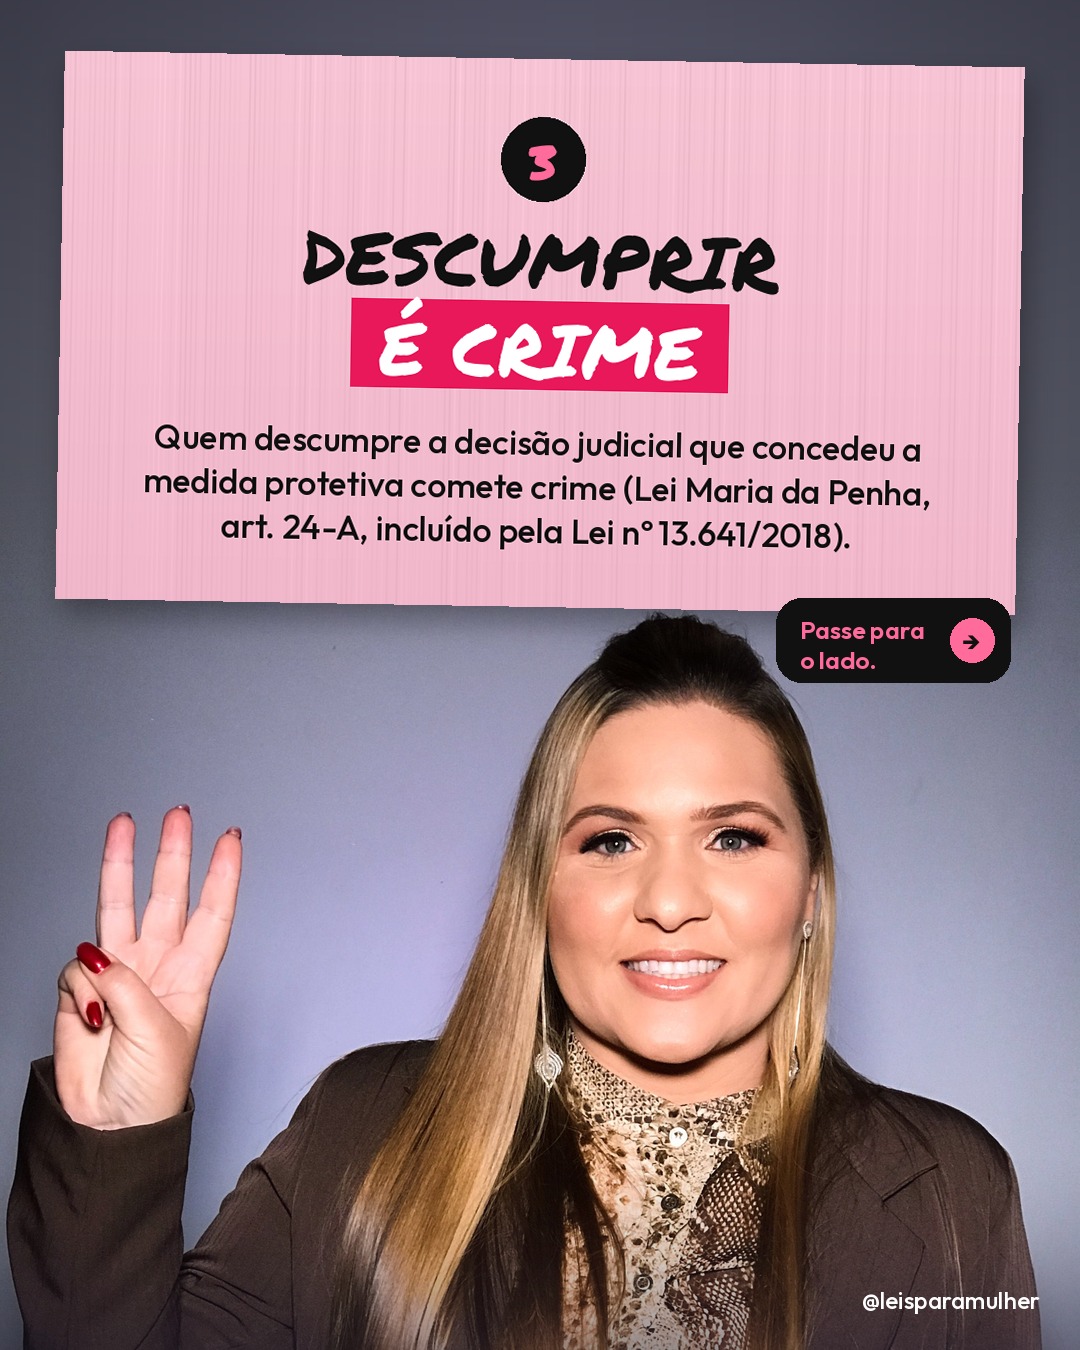 3
DESCUMPRIR
É CRIME
Quem descumpre a decisão judicial que concedeu a
medida protetiva comete crime (Lei Maria da Penha,
art. 24-A, incluído pela Lei nº 13.641/2018).
Passe para
o lado.
@leisparamulher